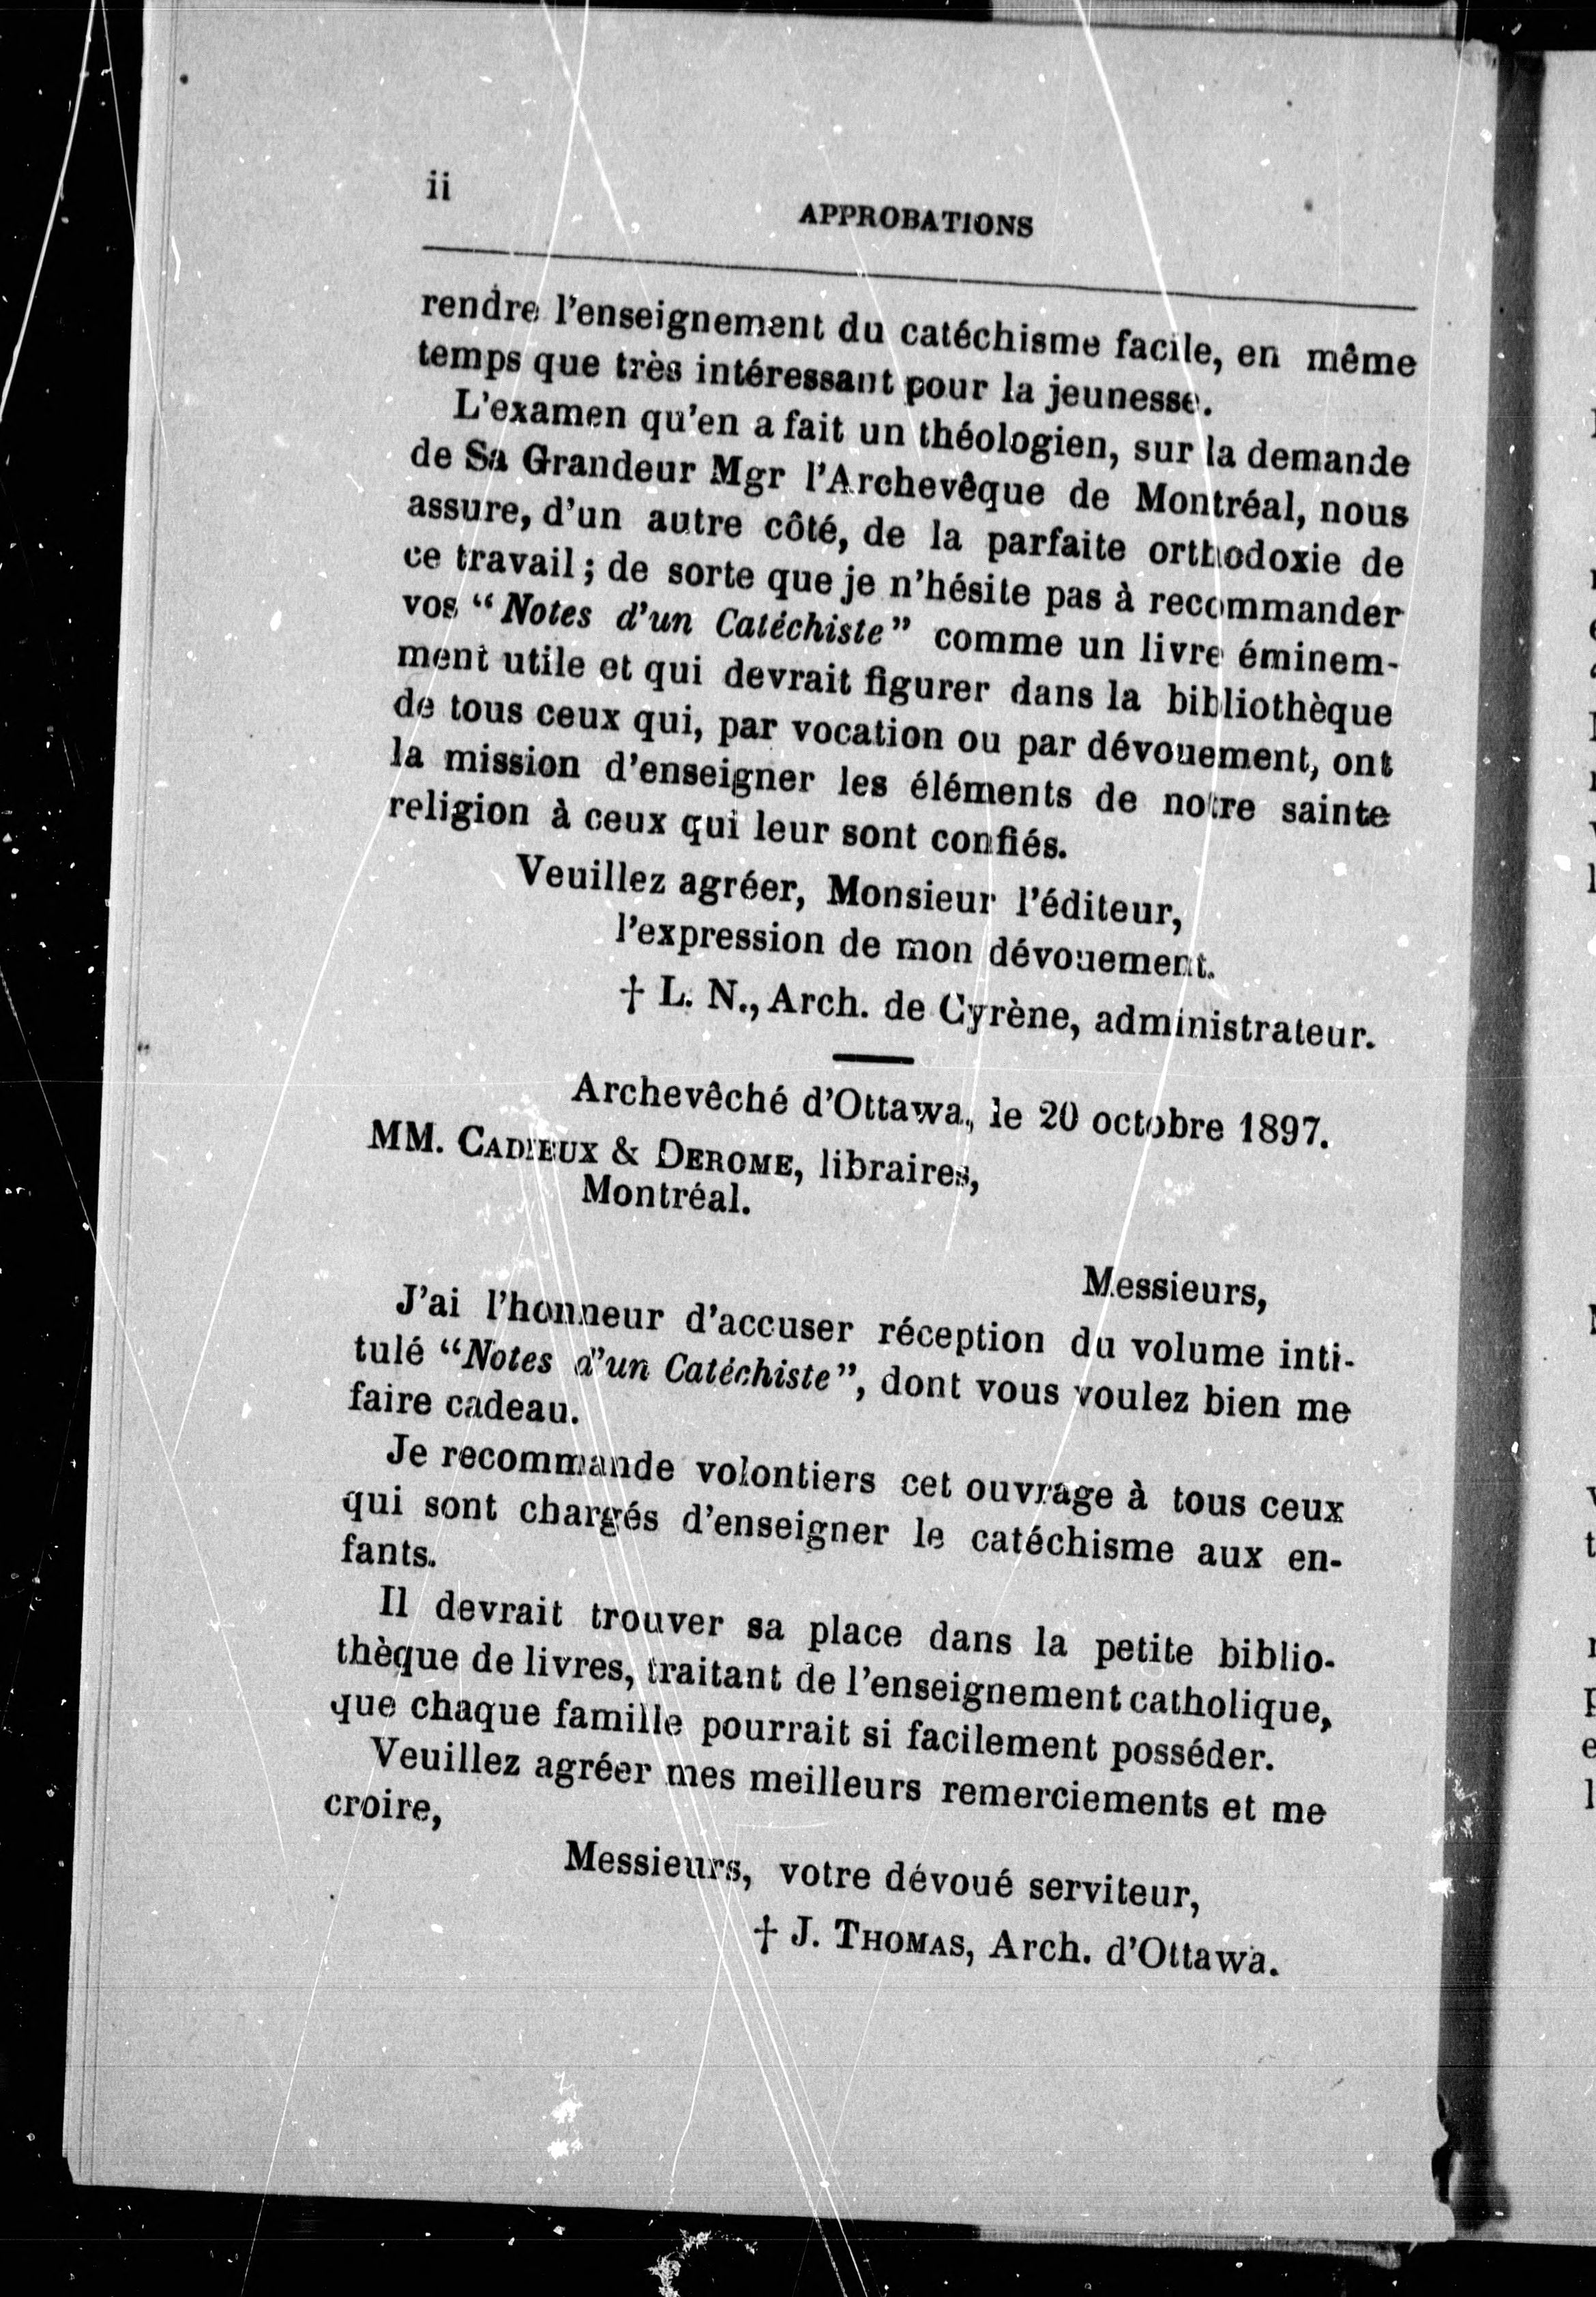 ii
APPROBATIONS
rendre l'enseignement du catéchisme facile, en même
temps que très intéressant pour la jeunesse.
L'examen qu'en a fait un théologien, sur la demande
de Sa Grandeur Mgr l'Archevêque de Montréal, nous
assure, d'un autre côté, de la parfaite orthodoxie de
ce travail ; de sorte que je n'hésite pas à recommander
vos “Notes d'un Catéchiste” comme un livre éminem-
ment utile et qui devrait figurer dans la bibliothèque
de tous ceux qui, par vocation ou par dévouement, ont
la mission d'enseigner les éléments de notre sainte
religion à ceux qui leur sont confiés.
Veuillez agréer, Monsieur l'éditeur,
l'expression de mon dévouement.
† L. N., Arch. de Cyrène, administrateur.
Archevêché d'Ottawa, le 20 octobre 1897.
MM. CADIEUX & DEROME, libraires,
Montréal.
Messieurs,
J'ai l'honneur d'accuser réception du volume inti-
tulé “Notes d'un Catéchiste”, dont vous voulez bien me
faire cadeau.
Je recommande volontiers cet ouvrage à tous ceux
qui sont chargés d'enseigner le catéchisme aux en-
fants.
Il devrait trouver sa place dans la petite biblio-
thèque de livres, traitant de l'enseignement catholique,
que chaque famille pourrait si facilement posséder.
Veuillez agréer mes meilleurs remerciements et me
croire,
Messieurs, votre dévoué serviteur,
† J. THOMAS, Arch. d'Ottawa.